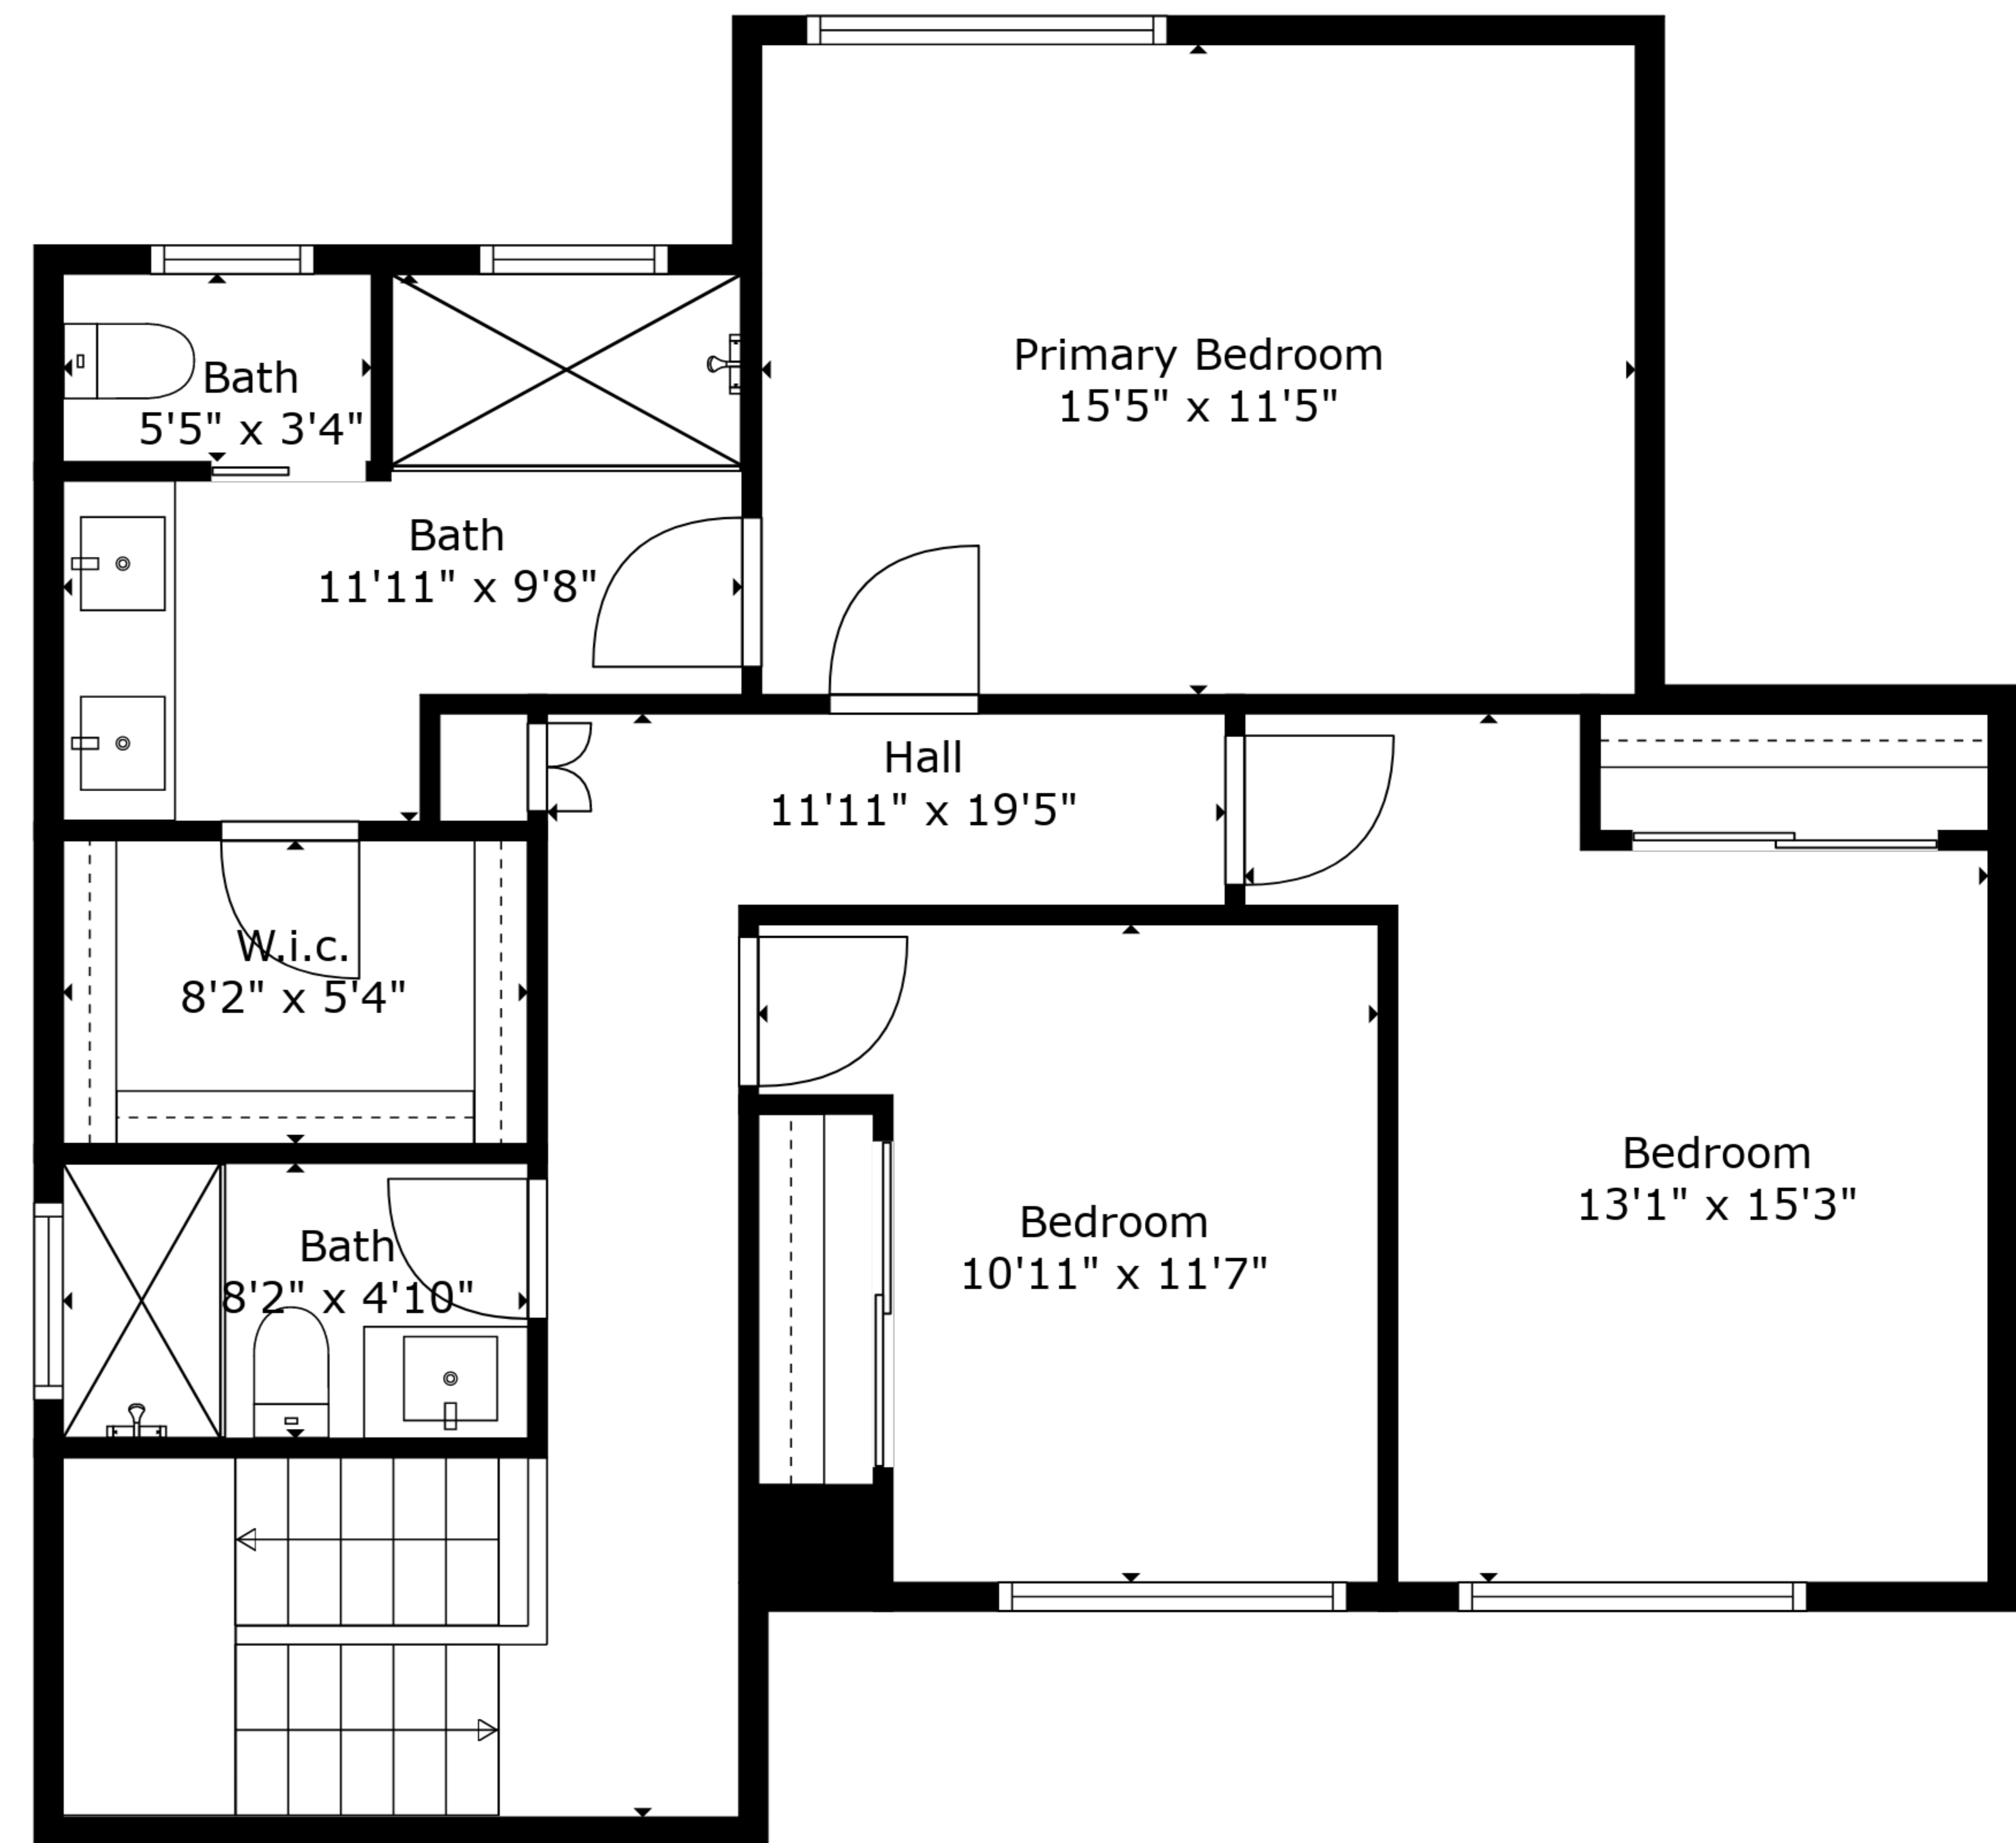 Primary Bedroom
15'5" x 11'5"
Bath
5'5" x 3'4"
Bath
11'11" x 9'8"
Hall
11'11" x 19'5"
W.i.c.
8'2" x 5'4"
Bedroom
13'1" x 15'3"
Bedroom
10'11" x 11'7"
Bath
8'2" x 4'10"